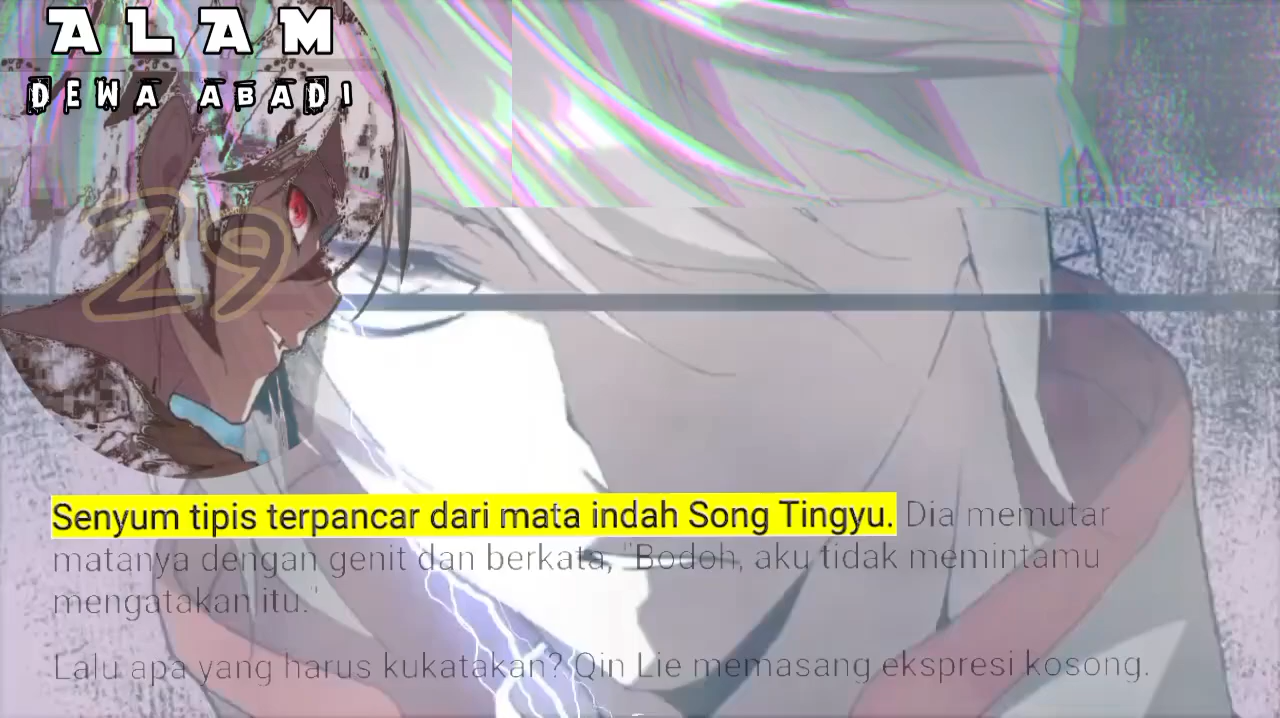 ALAM
DEWA ABADI
29
Senyum tipis terpancar dari mata indah Song Tingyu. Dia memutar
matanya dengan genit dan berkata, "Bodoh, aku tidak memintamu
mengatakan itu."
Lalu apa yang harus kukatakan? Qin Lie memasang ekspresi kosong.